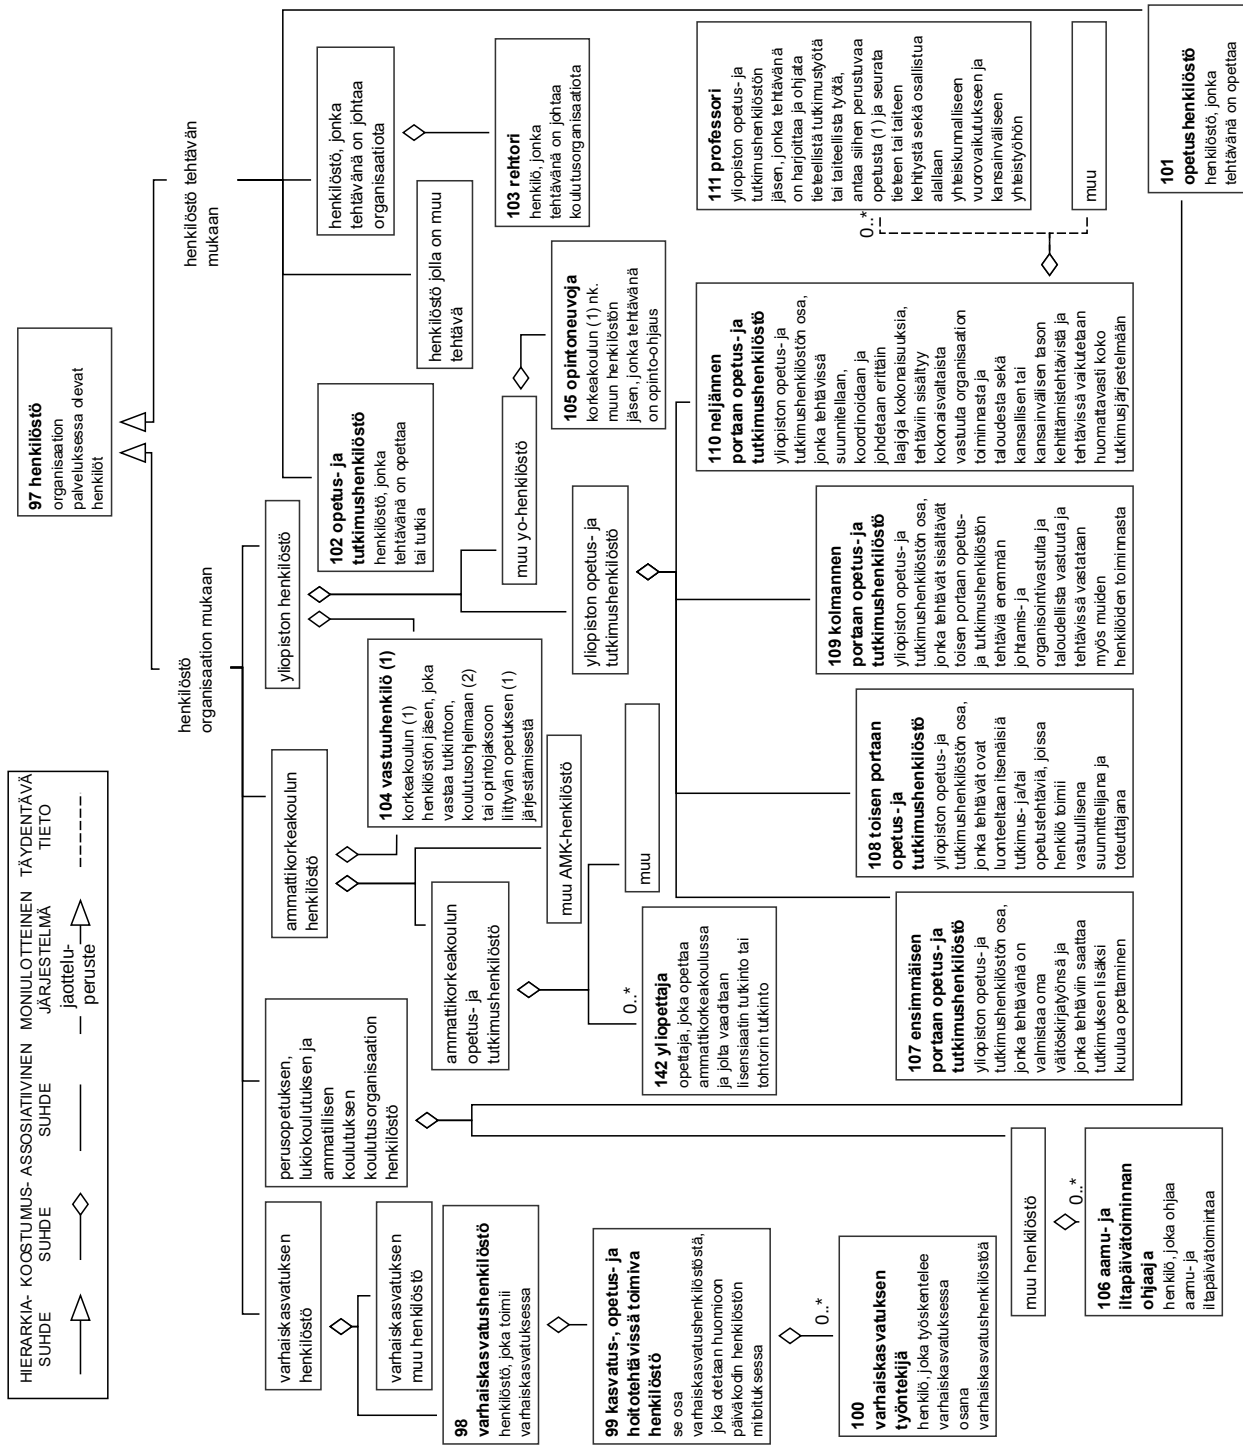 HIERARKIA-
SUHDE
KOOSTUMUS-
SUHDE
ASSOSIATIIVINEN
SUHDE
MONIULOTTEINEN
JÄRJESTELMÄ
jaottelu-
peruste
TÄYDENTÄVÄ
TIETO
97 henkilöstö
organisaation
palveluksessa olevat
henkilöt
henkilöstö
organisaation mukaan
henkilöstö tehtävän
mukaan
varhaiskasvatuksen
henkilöstö
varhaiskasvatuksen
muu henkilöstö
98
varhaiskasvatushenkilöstö
henkilöstö, joka toimii
varhaiskasvatuksessa
99 kasvatus-, opetus- ja
hoitotehtävissä toimiva
henkilöstö
se osa
varhaiskasvatushenkilöstöstä,
joka otetaan huomioon
päiväkodin henkilöstön
mitoituksessa
0..*
100
varhaiskasvatuksen
työntekijä
henkilö, joka työskentelee
varhaiskasvatuksessa
osana
varhaiskasvatushenkilöstöä
perusopetuksen,
lukiokoulutuksen ja
ammatillisen
koulutuksen
koulutusorganisaation
henkilöstö
muu henkilöstö
0..*
106 aamu- ja
iltapäivätoiminnan
ohjaaja
henkilö, joka ohjaa
aamu- ja
iltapäivätoimintaa
ammattikorkeakoulun
henkilöstö
ammattikorkeakoulun
opetus- ja
tutkimushenkilöstö
muu AMK-henkilöstö
0..*
142 yliopettaja
opettaja, joka opettaa
ammattikorkeakoulussa
ja jolta vaaditaan
lisensiaatin tutkinto tai
tohtorin tutkinto
muu
104 vastuuhenkilö (1)
korkeakoulun (1)
henkilöstön jäsen, joka
vastaa tutkintoon,
koulutusohjelmaan (2)
tai opintojaksoon
liittyvän opetuksen (1)
järjestämisestä
yliopiston henkilöstö
muu yo-henkilöstö
105 opintoneuvoja
korkeakoulun (1) nk.
muun henkilöstön
jäsen, jonka tehtävänä
on opinto-ohjaus
yliopiston opetus- ja
tutkimushenkilöstö
107 ensimmäisen
portaan opetus- ja
tutkimushenkilöstö
yliopiston opetus- ja
tutkimushenkilöstön osa,
jonka tehtävänä on
valmistaa oma
väitöskirjatyönsä ja
jonka tehtäviin saattaa
tutkimuksen lisäksi
kuulua opettaminen
108 toisen portaan
opetus- ja
tutkimushenkilöstö
yliopiston opetus- ja
tutkimushenkilöstön osa,
jonka tehtävät ovat
luonteeltaan itsenäisiä
tutkimus- ja/tai
opetustehtäviä, joissa
henkilö toimii
vastuullisena
suunnittelijana ja
toteuttajana
109 kolmannen
portaan opetus- ja
tutkimushenkilöstö
yliopiston opetus- ja
tutkimushenkilöstön osa,
jonka tehtävät sisältävät
toisen portaan opetus-
ja tutkimushenkilöstön
tehtäviä enemmän
johtamis- ja
organisointivastuita ja
taloudellista vastuuta ja
tehtävissä vastataan
myös muiden
henkilöiden toiminnasta
110 neljännen
portaan opetus- ja
tutkimushenkilöstö
yliopiston opetus- ja
tutkimushenkilöstön osa,
jonka tehtävissä
suunnitellaan,
koordinoidaan ja
johdetaan erittäin
laajoja kokonaisuuksia,
tehtäviin sisältyy
kokonaisvaltaista
vastuuta organisaation
toiminnasta ja
taloudesta sekä
kansallisen tai
kansainvälisen tason
kehittämistehtävistä ja
tehtävissä vaikutetaan
huomattavasti koko
tutkimusjärjestelmään
0..*
111 professori
yliopiston opetus- ja
tutkimushenkilöstön
jäsen, jonka tehtävänä
on harjoittaa ja ohjata
tieteellistä tutkimustyötä
tai taiteellista työtä,
antaa siihen perustuvaa
opetusta (1) ja seurata
tieteen tai taiteen
kehitystä sekä osallistua
alallaan
yhteiskunnalliseen
vuorovaikutukseen ja
kansainväliseen
yhteistyöhön
muu
102 opetus- ja
tutkimushenkilöstö
henkilöstö, jonka
tehtävänä on opettaa
tai tutkia
henkilöstö jolla on muu
tehtävä
henkilöstö, jonka
tehtävänä on johtaa
organisaatiota
103 rehtori
henkilö, jonka
tehtävänä on johtaa
koulutusorganisaatiota
101
opetushenkilöstö
henkilöstö, jonka
tehtävänä on opettaa